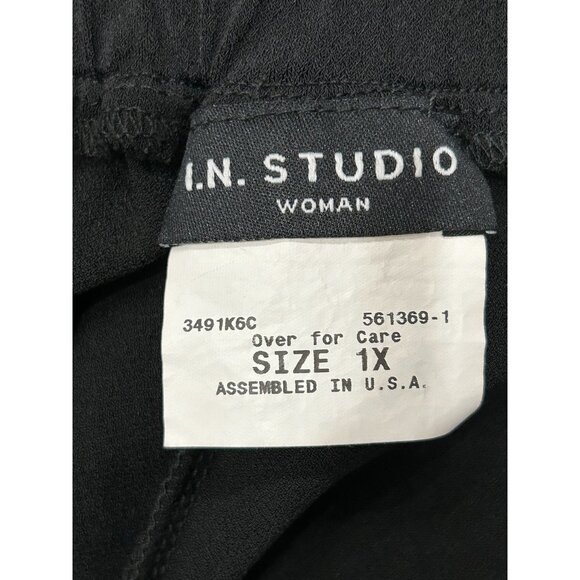 I.N. STUDIO
WOMAN
3491K6C 561369-1
Over for Care
SIZE 1X
ASSEMBLED IN U.S.A.